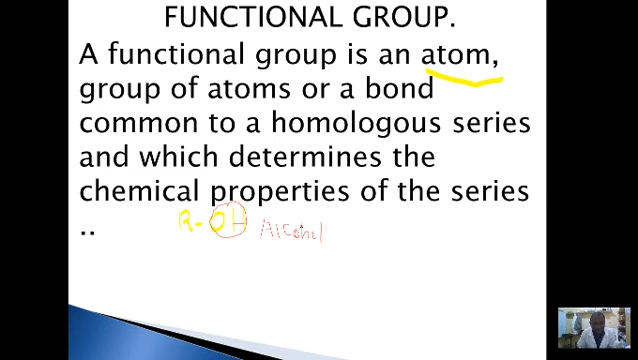 FUNCTIONAL GROUP.
A functional group is an atom,
group of atoms or a bond
common to a homologous series
and which determines the
chemical properties of the series
..
R-OH Alcohol